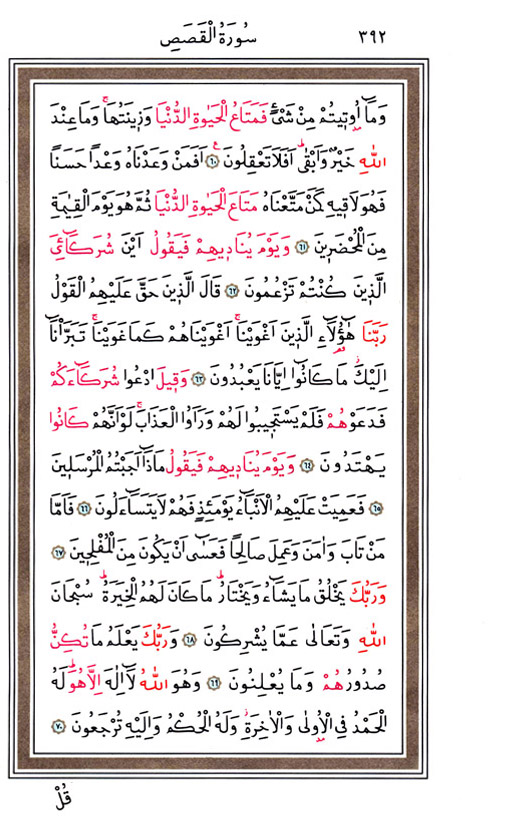 سُورَةُ الْقَصَصِ ٣٩٢
وَمَٓا اُو۫ت۪يتُمْ مِنْ شَيْءٍ فَمَتَاعُ الْحَيٰوةِ الدُّنْيَا وَز۪ينَتُهَاۚ وَمَا عِنْدَ
اللّٰهِ خَيْرٌ وَاَبْقٰىۜ اَفَلَا تَعْقِلُونَ۟ ﴿٦٠﴾ اَفَمَنْ وَعَدْنَاهُ وَعْدًا حَسَنًا
فَهُوَ لَاق۪يهِ كَمَنْ مَتَّعْنَاهُ مَتَاعَ الْحَيٰوةِ الدُّنْيَا ثُمَّ هُوَ يَوْمَ الْقِيٰمَةِ
مِنَ الْمُحْضَر۪ينَ ﴿٦١﴾ وَيَوْمَ يُنَاد۪يهِمْ فَيَقُولُ اَيْنَ شُرَكَٓاءِيَ
الَّذ۪ينَ كُنْتُمْ تَزْعُمُونَ ﴿٦٢﴾ قَالَ الَّذ۪ينَ حَقَّ عَلَيْهِمُ الْقَوْلُ
رَبَّنَا هٰٓؤُ۬لَٓاءِ الَّذ۪ينَ اَغْوَيْنَاۚ اَغْوَيْنَاهُمْ كَمَا غَوَيْنَاۚ تَبَرَّأْنَٓا
اِلَيْكَۘ مَا كَانُٓوا اِيَّانَا يَعْبُدُونَ ﴿٦٣﴾ وَق۪يلَ ادْعُوا شُرَكَٓاءَكُمْ
فَدَعَوْهُمْ فَلَمْ يَسْتَج۪يبُوا لَهُمْ وَرَاَوُا الْعَذَابَۚ لَوْ اَنَّهُمْ كَانُوا
يَهْتَدُونَ ﴿٦٤﴾ وَيَوْمَ يُنَاد۪يهِمْ فَيَقُولُ مَاذَٓا اَجَبْتُمُ الْمُرْسَل۪ينَ
﴿٦٥﴾ فَعَمِيَتْ عَلَيْهِمُ الْاَنْبَٓاءُ يَوْمَئِذٍ فَهُمْ لَا يَتَسَٓاءَلُونَ ﴿٦٦﴾ فَاَمَّا
مَنْ تَابَ وَاٰمَنَ وَعَمِلَ صَالِحًا فَعَسٰٓى اَنْ يَكُونَ مِنَ الْمُفْلِح۪ينَ ﴿٦٧﴾
وَرَبُّكَ يَخْلُقُ مَا يَشَٓاءُ وَيَخْتَارُۜ مَا كَانَ لَهُمُ الْخِيَرَةُۜ سُبْحَانَ
اللّٰهِ وَتَعَالٰى عَمَّا يُشْرِكُونَ ﴿٦٨﴾ وَرَبُّكَ يَعْلَمُ مَا تُكِنُّ
صُدُورُهُمْ وَمَا يُعْلِنُونَ ﴿٦٩﴾ وَهُوَ اللّٰهُ لَٓا اِلٰهَ اِلَّا هُوَۜ لَهُ
الْحَمْدُ فِي الْاُو۫لٰى وَالْاٰخِرَةِۘ وَلَهُ الْحُكْمُ وَاِلَيْهِ تُرْجَعُونَ ﴿٧٠﴾
قُلْ